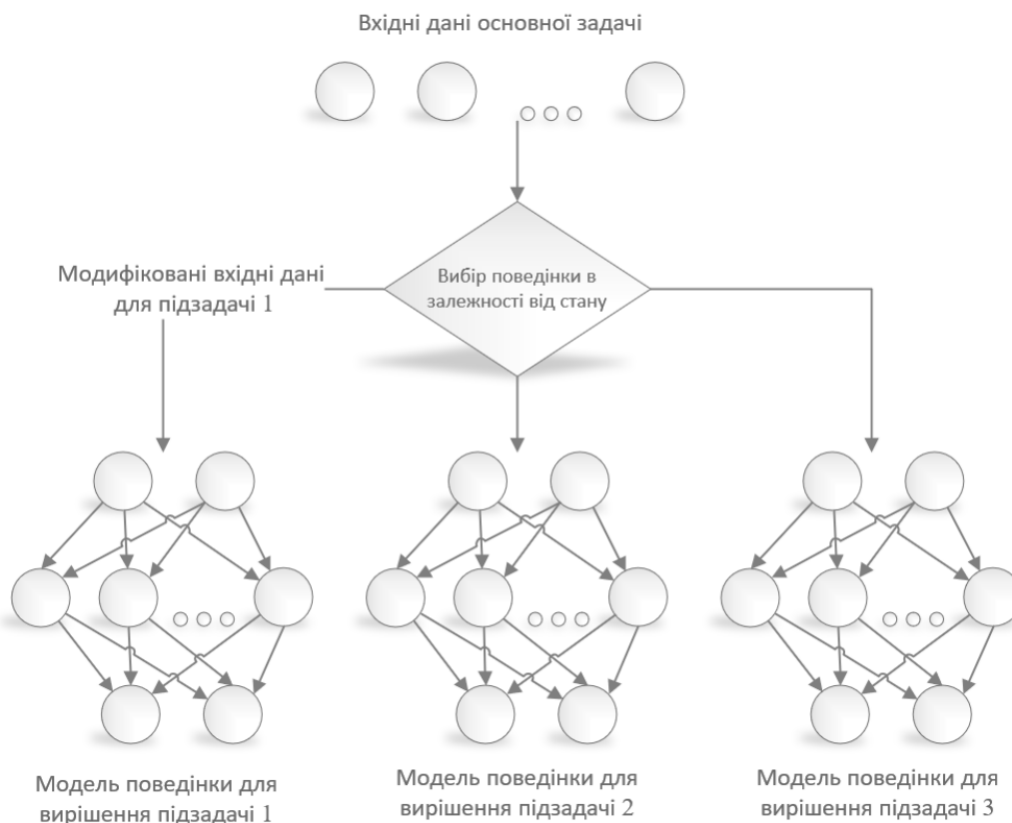 Вхідні дані основної задачі
Вибір поведінки в
залежності від стану
Модифіковані вхідні дані
для підзадачі 1
Модель поведінки для
вирішення підзадачі 1
Модель поведінки для
вирішення підзадачі 2
Модель поведінки для
вирішення підзадачі 3